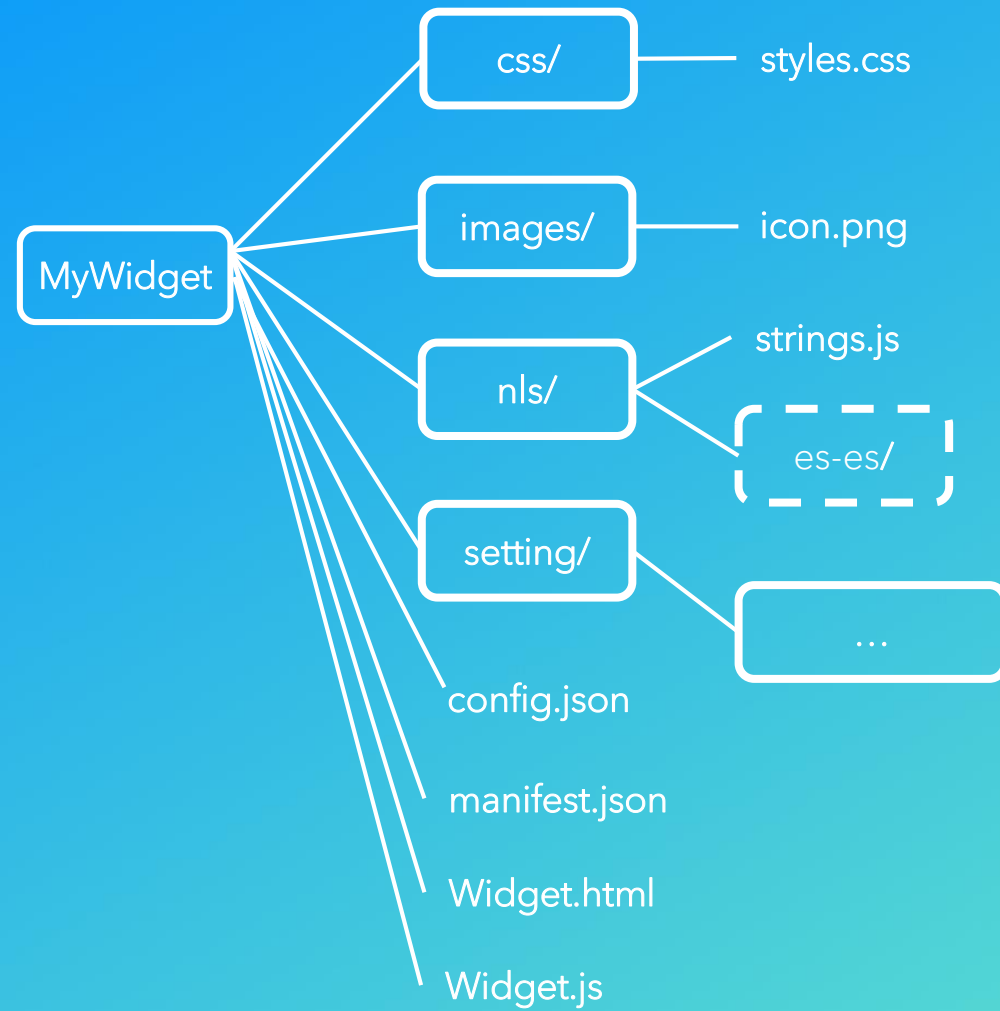 css/
styles.css
images/
icon.png
MyWidget
strings.js
nls/
es-es/
setting/
...
config.json
manifest.json
Widget.html
Widget.js